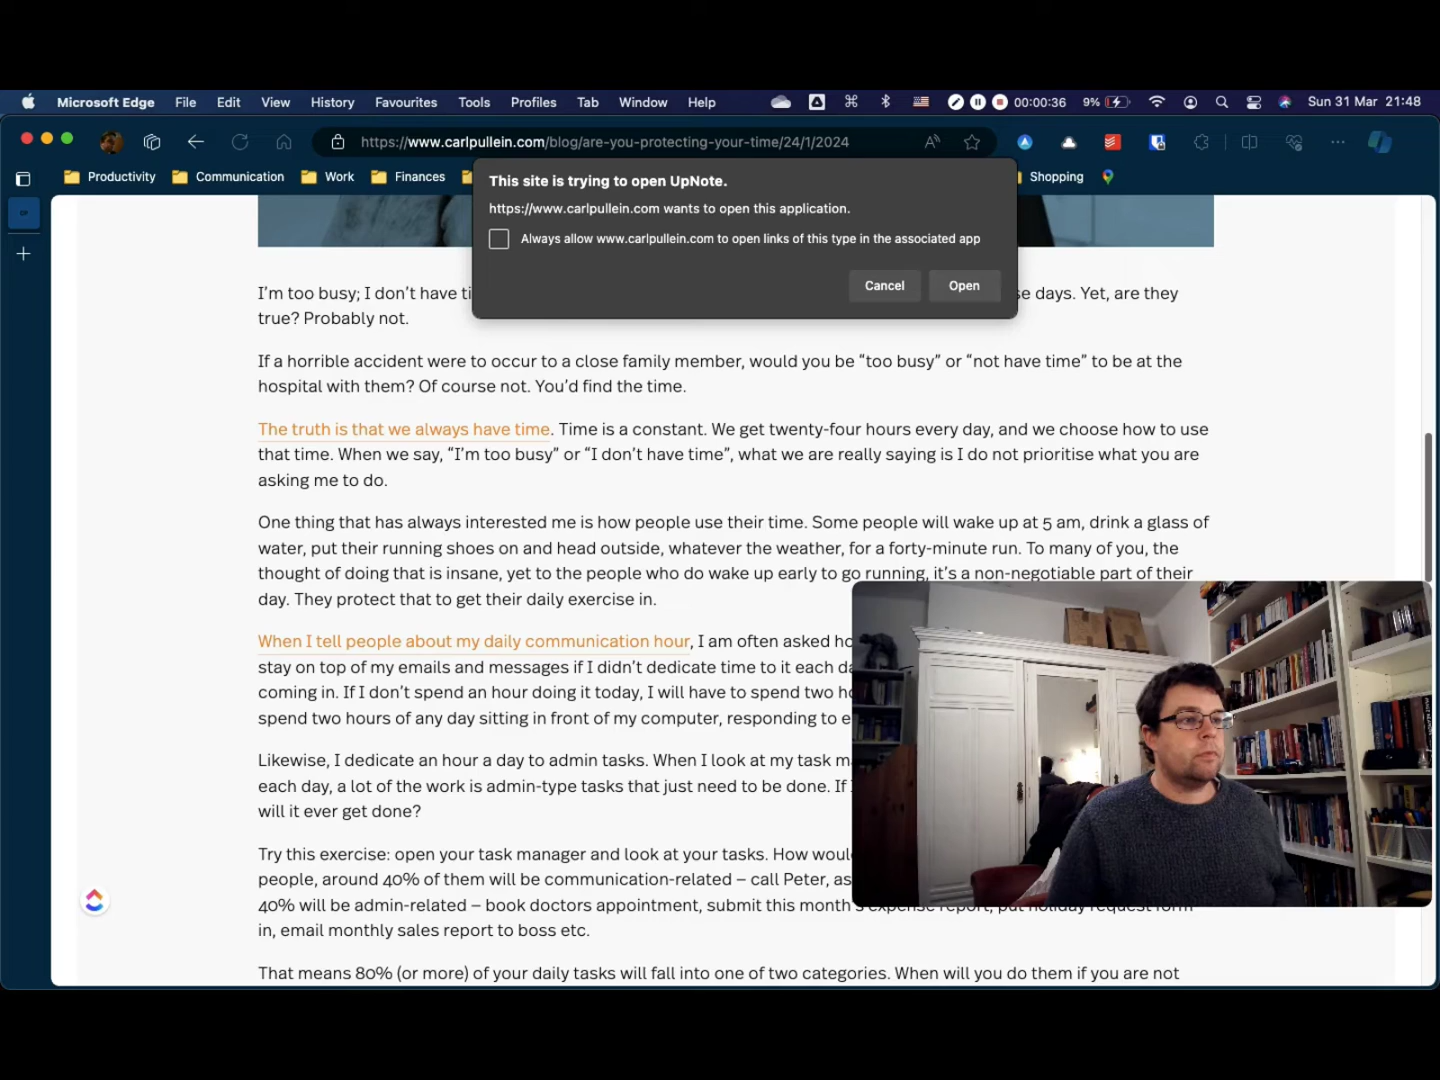 Microsoft Edge File Edit View History Favourites Tools Profiles Tab Window Help 00:00:36 9% Sun 31 Mar 21:48
https://www.carlpullein.com/blog/are-you-protecting-your-time/24/1/2024
Productivity Communication Work Finances Shopping
This site is trying to open UpNote.
https://www.carlpullein.com wants to open this application.
Always allow www.carlpullein.com to open links of this type in the associated app
Cancel Open
I’m too busy; I don’t have ti
se days. Yet, are they
true? Probably not.
If a horrible accident were to occur to a close family member, would you be “too busy” or “not have time” to be at the
hospital with them? Of course not. You’d find the time.
The truth is that we always have time. Time is a constant. We get twenty-four hours every day, and we choose how to use
that time. When we say, “I’m too busy” or “I don’t have time”, what we are really saying is I do not prioritise what you are
asking me to do.
One thing that has always interested me is how people use their time. Some people will wake up at 5 am, drink a glass of
water, put their running shoes on and head outside, whatever the weather, for a forty-minute run. To many of you, the
thought of doing that is insane, yet to the people who do wake up early to go running, it’s a non-negotiable part of their
day. They protect that to get their daily exercise in.
When I tell people about my daily communication hour, I am often asked ho
stay on top of my emails and messages if I didn’t dedicate time to it each da
coming in. If I don’t spend an hour doing it today, I will have to spend two ho
spend two hours of any day sitting in front of my computer, responding to e
Likewise, I dedicate an hour a day to admin tasks. When I look at my task m
each day, a lot of the work is admin-type tasks that just need to be done. If
will it ever get done?
Try this exercise: open your task manager and look at your tasks. How woul
people, around 40% of them will be communication-related – call Peter, as
40% will be admin-related – book doctors appointment, submit this month’s expense report, put holiday request form
in, email monthly sales report to boss etc.
That means 80% (or more) of your daily tasks will fall into one of two categories. When will you do them if you are not